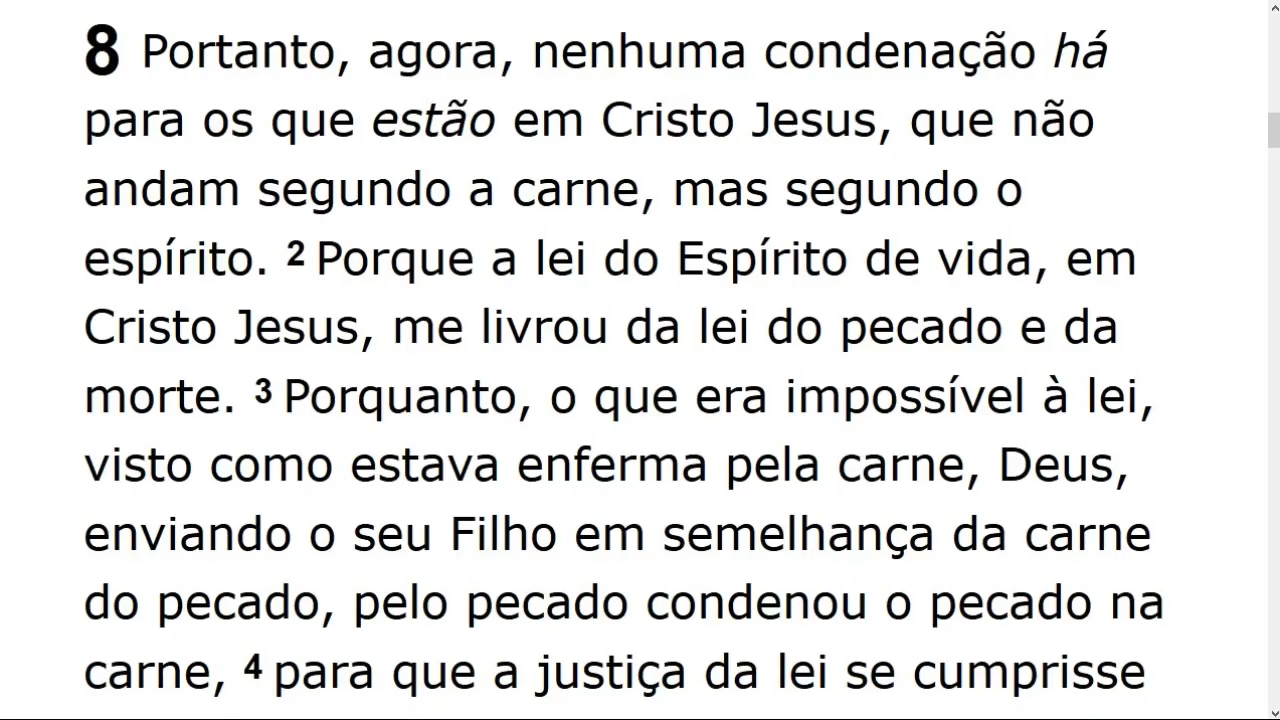 8 Portanto, agora, nenhuma condenação há
para os que estão em Cristo Jesus, que não
andam segundo a carne, mas segundo o
espírito. 2 Porque a lei do Espírito de vida, em
Cristo Jesus, me livrou da lei do pecado e da
morte. 3 Porquanto, o que era impossível à lei,
visto como estava enferma pela carne, Deus,
enviando o seu Filho em semelhança da carne
do pecado, pelo pecado condenou o pecado na
carne, 4 para que a justiça da lei se cumprisse